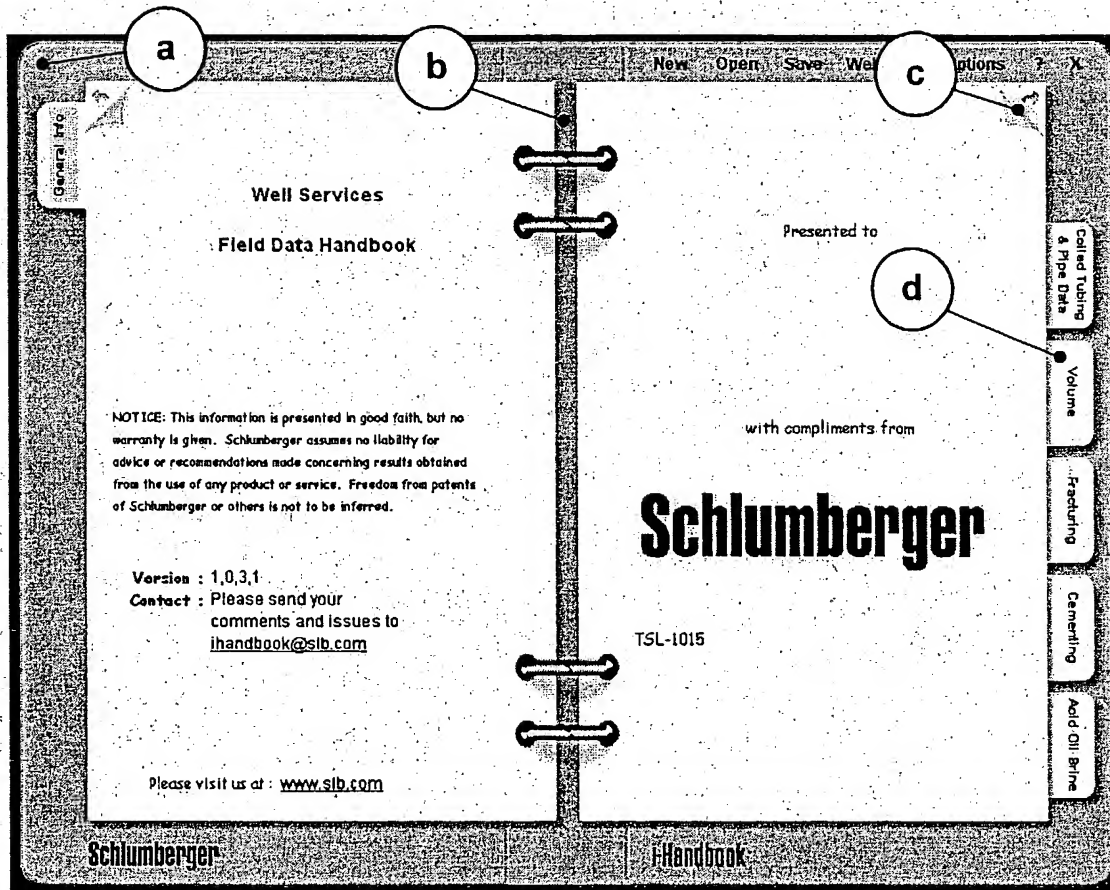 a
b
c
d
New Open Save We ptions ? X
General Info
Well Services
Field Data Handbook
NOTICE: This information is presented in good faith, but no
warranty is given. Schlumberger assumes no liability for
advice or recommendations made concerning results obtained
from the use of any product or service. Freedom from patents
of Schlumberger or others is not to be inferred.
Version : 1,0,3,1
Contact : Please send your
comments and issues to
ihandbook@slb.com
Please visit us at : www.slb.com
Presented to
with compliments from
Schlumberger
TSL-1015
Coiled Tubing
& Pipe Data
Volume
Fracturing
Cementing
Acid Oil Brine
Schlumberger
i-Handbook